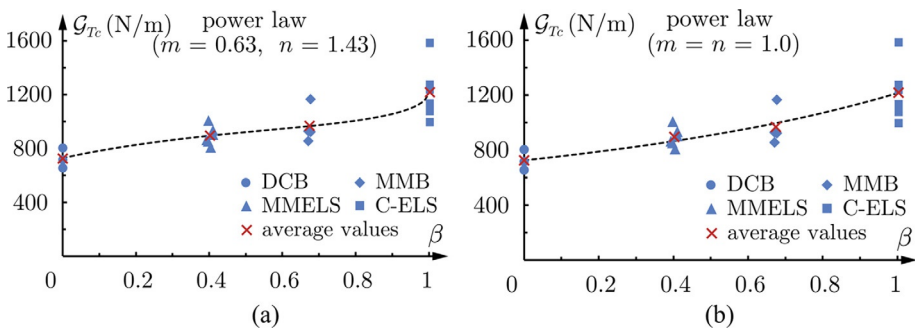 𝒢_Tc (N/m) power law
(m = 0.63, n = 1.43)
1600
1200
800
400
DCB MMB
MMELS C-ELS
average values β
0 0.2 0.4 0.6 0.8 1
(a)
𝒢_Tc (N/m) power law
(m = n = 1.0)
1600
1200
800
400
DCB MMB
MMELS C-ELS
average values β
0 0.2 0.4 0.6 0.8 1
(b)